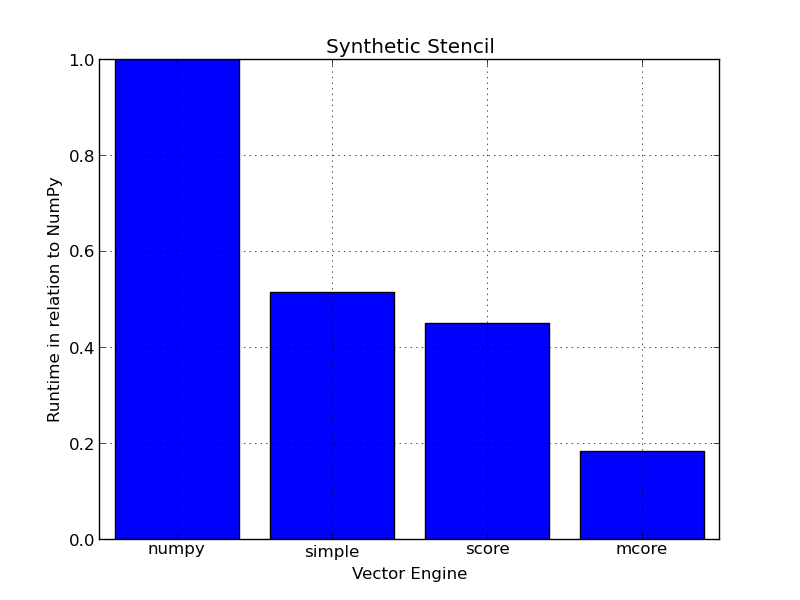 Synthetic Stencil
Runtime in relation to NumPy
1.0
0.8
0.6
0.4
0.2
0.0
numpy simple score mcore
Vector Engine